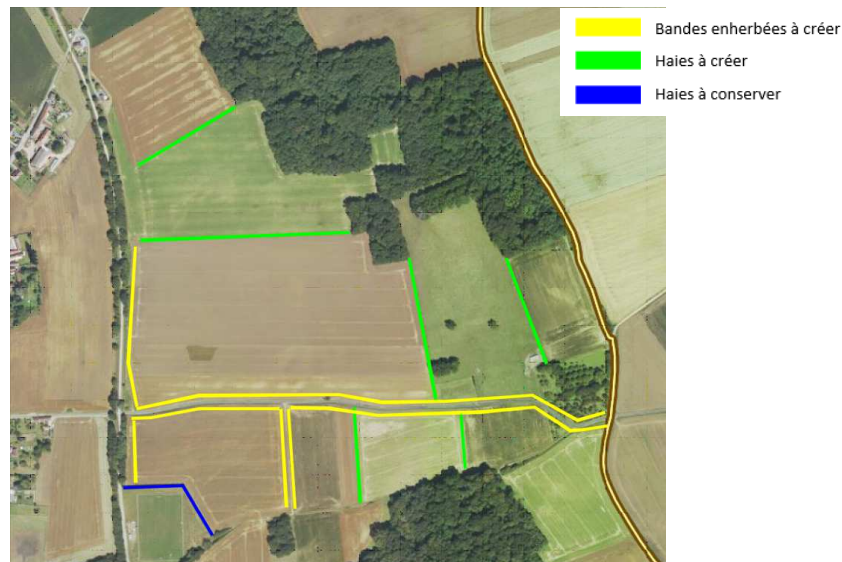 Bandes enherbées à créer
Haies à créer
Haies à conserver